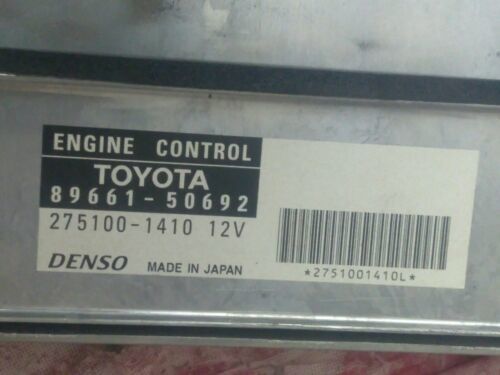 ENGINE CONTROL
TOYOTA
89661-50692
275100-1410 12V
DENSO MADE IN JAPAN
*2751001410L*